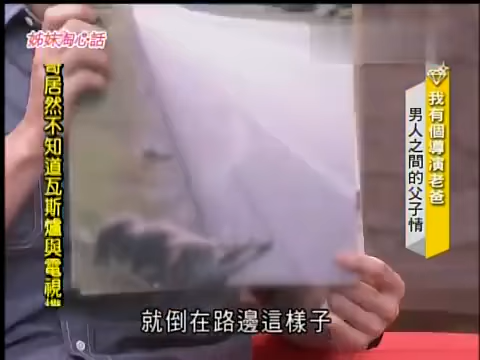 姊妹淘心話
我有個導演老爸
男人之間的父子情
居然不知道瓦斯爐與電視
就倒在路邊這樣子